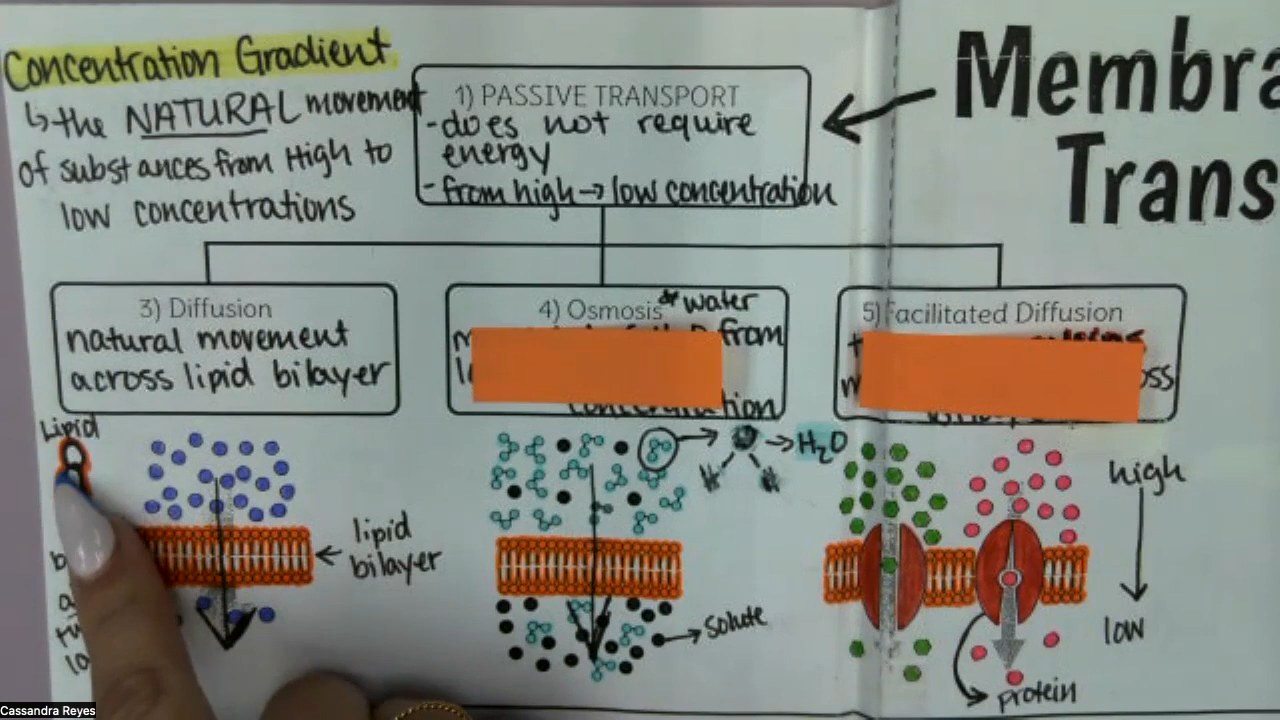 Concentration Gradient
↳ the NATURAL movement
of substances from High to
low concentrations
1) PASSIVE TRANSPORT
- does not require
energy
- from high → low concentration
Membra
Trans
3) Diffusion
natural movement
across lipid bilayer
4) Osmosis
water
from
5) Facilitated Diffusion
Lipid
lipid
bilayer
H₂O
solute
high
low
protein
Cassandra Reyes